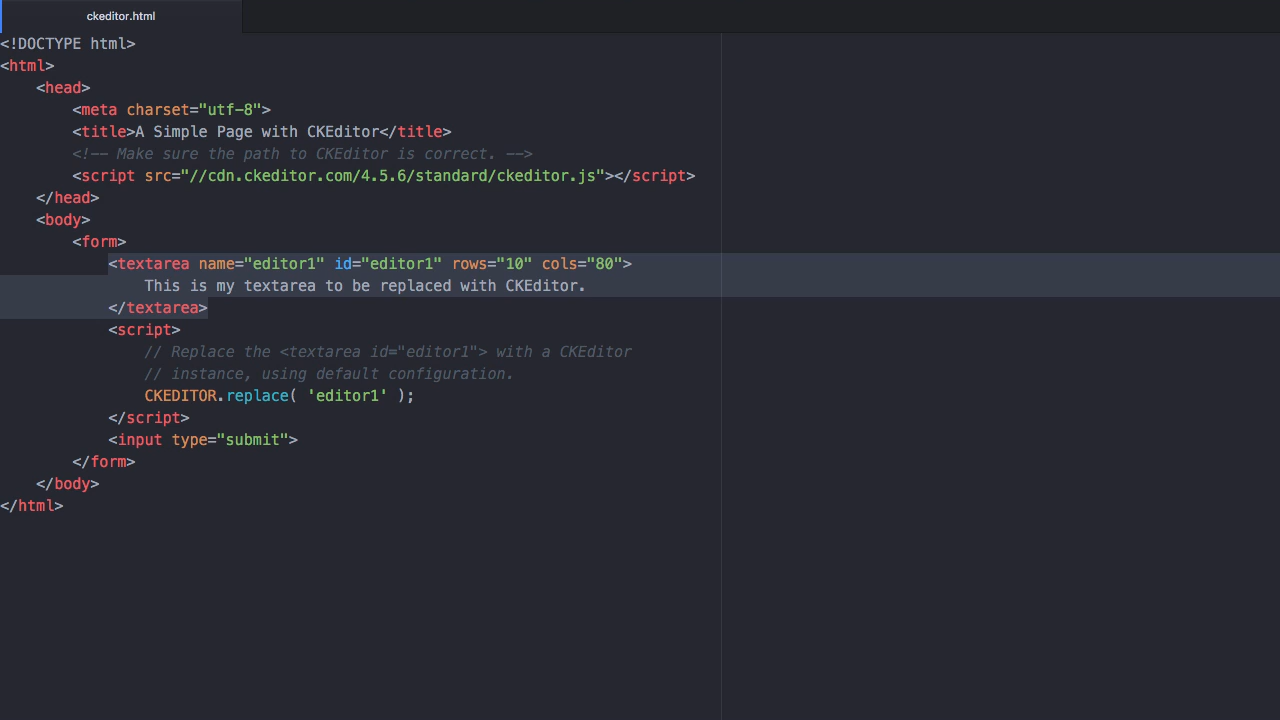 ckeditor.html
<!DOCTYPE html>
<html>
    <head>
        <meta charset="utf-8">
        <title>A Simple Page with CKEditor</title>
        <!-- Make sure the path to CKEditor is correct. -->
        <script src="//cdn.ckeditor.com/4.5.6/standard/ckeditor.js"></script>
    </head>
    <body>
        <form>
            <textarea name="editor1" id="editor1" rows="10" cols="80">
                This is my textarea to be replaced with CKEditor.
            </textarea>
            <script>
                // Replace the <textarea id="editor1"> with a CKEditor
                // instance, using default configuration.
                CKEDITOR.replace( 'editor1' );
            </script>
            <input type="submit">
        </form>
    </body>
</html>